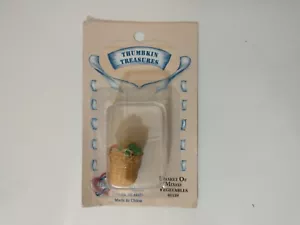 THUMBKIN
TREASURES
BASKET OF
MIXED
VEGETABLES
Made in China